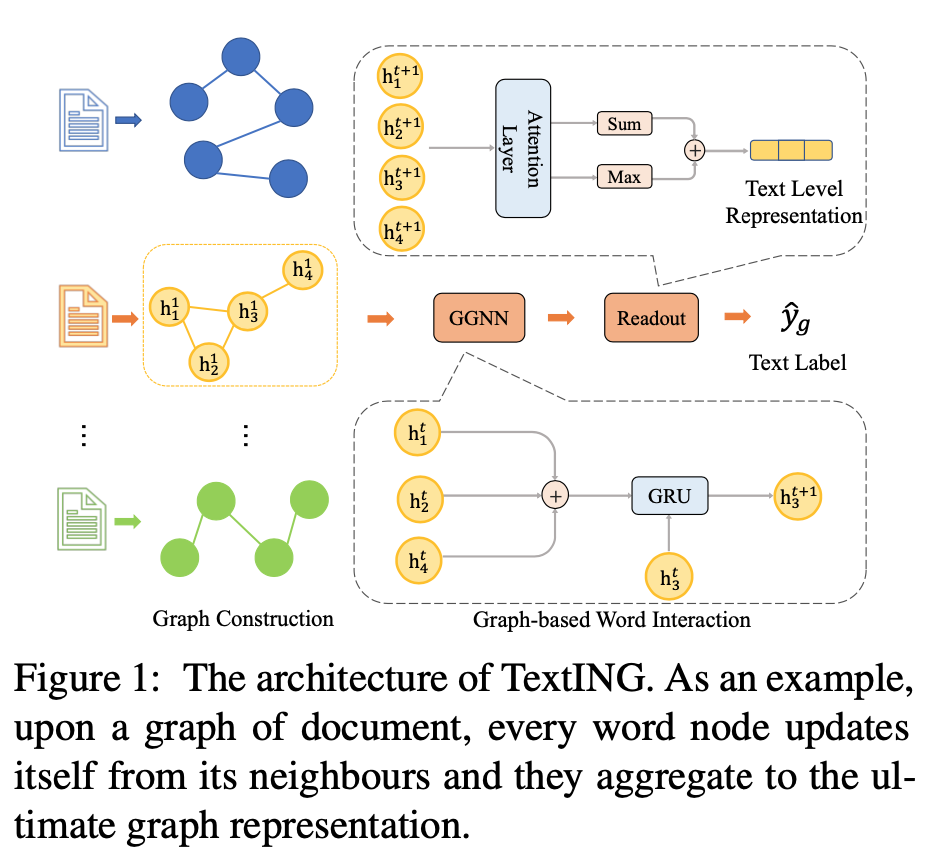 h₁ᵗ⁺¹
h₂ᵗ⁺¹
h₃ᵗ⁺¹
h₄ᵗ⁺¹
Attention
Layer
Sum
Max
+
Text Level
Representation
h₁¹
h₂¹
h₃¹
h₄¹
GGNN
Readout
ŷ_g
Text Label
⋮
⋮
h₁ᵗ
h₂ᵗ
h₄ᵗ
+
GRU
h₃ᵗ
h₃ᵗ⁺¹
Graph Construction
Graph-based Word Interaction
Figure 1: The architecture of TextING. As an example,
upon a graph of document, every word node updates
itself from its neighbours and they aggregate to the ul-
timate graph representation.